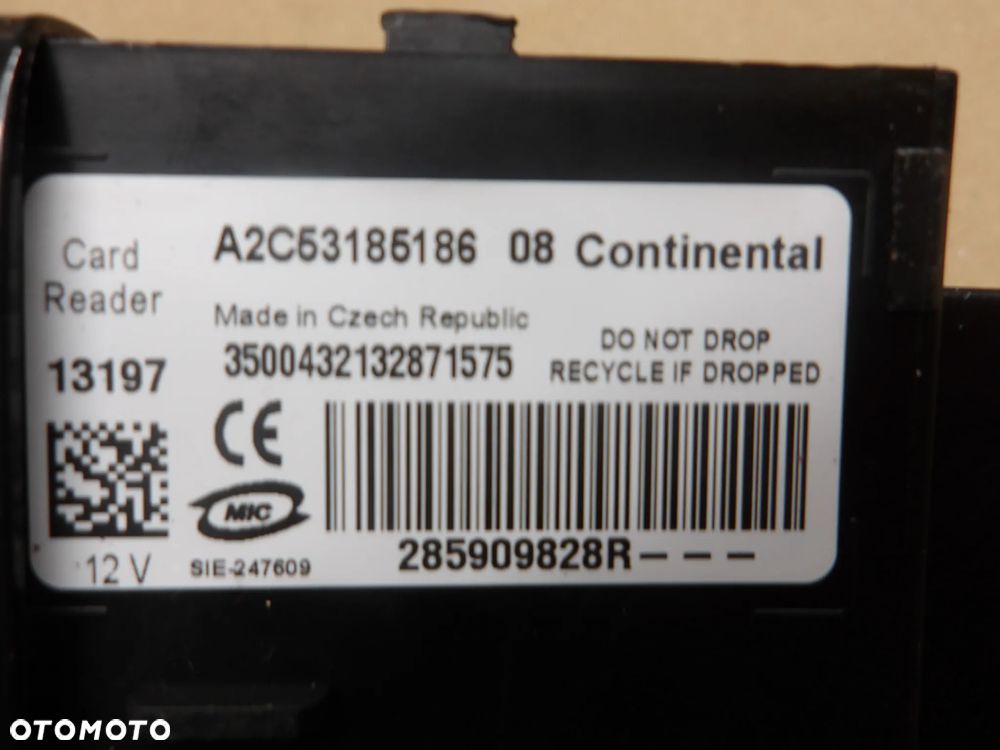 Card Reader
A2C53185186 08 Continental
Made in Czech Republic
13197
3500432132871575
DO NOT DROP
RECYCLE IF DROPPED
CE
MIC
12 V
SIE-247609
285909828R---
OTOMOTO